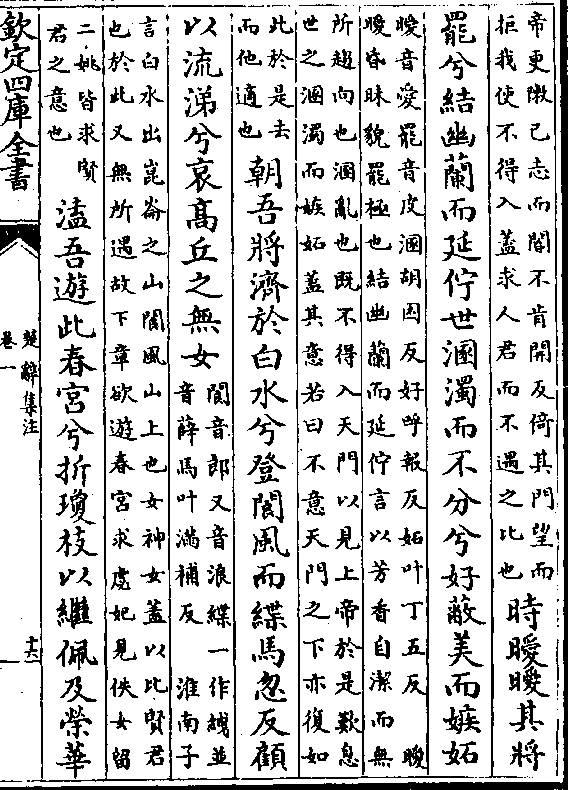 帝更隞已志而閽不肯開反倚其門望而
拒我使不得入蓋求人君而不遇之比也
時曖曖其將
罷兮結幽蘭而延佇世溷濁而不分兮好蔽美而嫉妬
曖音愛罷音皮溷胡困反好呼報反妬叶丁五反 曖
曖昏昧貌罷極也結幽蘭而延佇言以芳香自潔而無
所趨向也溷亂也既不得入天門以見上帝於是歎息
世之溷濁而嫉妬蓋其意若曰不意天門之下亦復如
此於是去
而他適也
朝吾將濟於白水兮登閬風而緤馬忽反顧
以流涕兮哀髙丘之無女
閬音郎又音浪緤一作絏並
音薛馬叶滿補反 淮南子
言白水出崑崙之山閬風山上也女神女蓋以比賢君
也於此又無所遇故下章欲遊春宮求虙妃見佚女留
二姚皆求賢
君之意也
溘吾遊此春宮兮折瓊枝以繼佩及榮華
欽定四庫全書
楚辭集注
卷一
十六